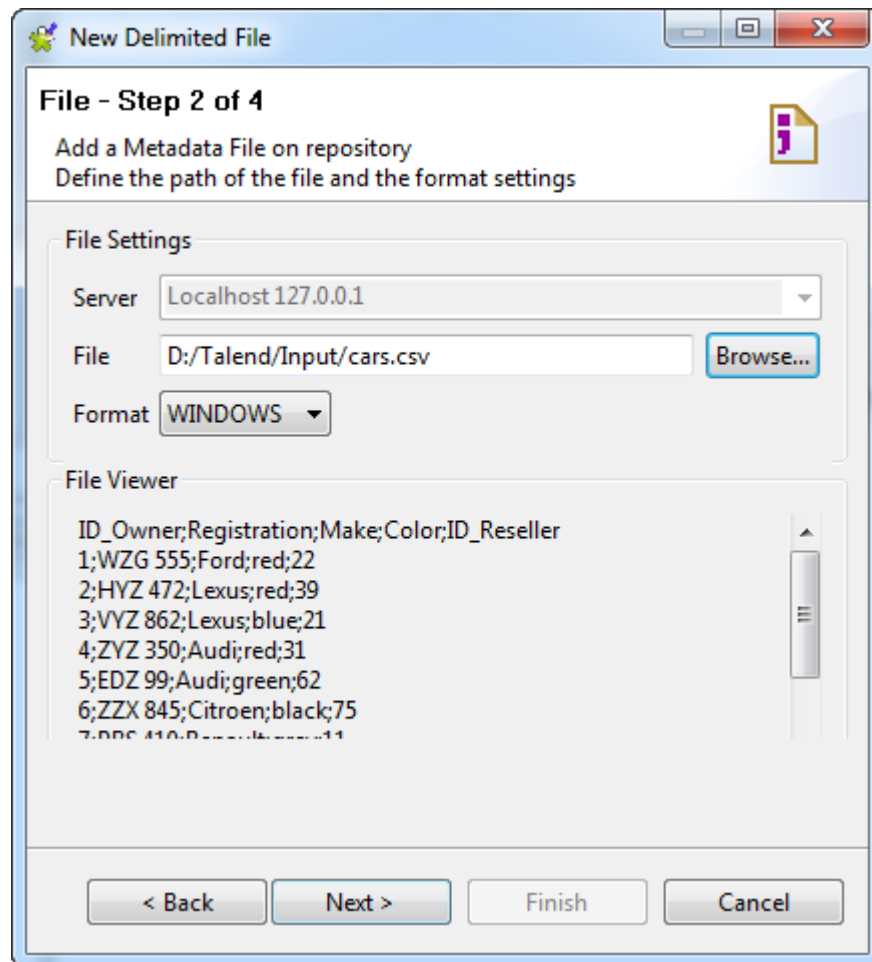 New Delimited File
File - Step 2 of 4
Add a Metadata File on repository
Define the path of the file and the format settings
File Settings
Server Localhost 127.0.0.1
File D:/Talend/Input/cars.csv Browse...
Format WINDOWS
File Viewer
ID_Owner;Registration;Make;Color;ID_Reseller
1;WZG 555;Ford;red;22
2;HYZ 472;Lexus;red;39
3;VYZ 862;Lexus;blue;21
4;ZYZ 350;Audi;red;31
5;EDZ 99;Audi;green;62
6;ZZX 845;Citroen;black;75
< Back Next > Finish Cancel